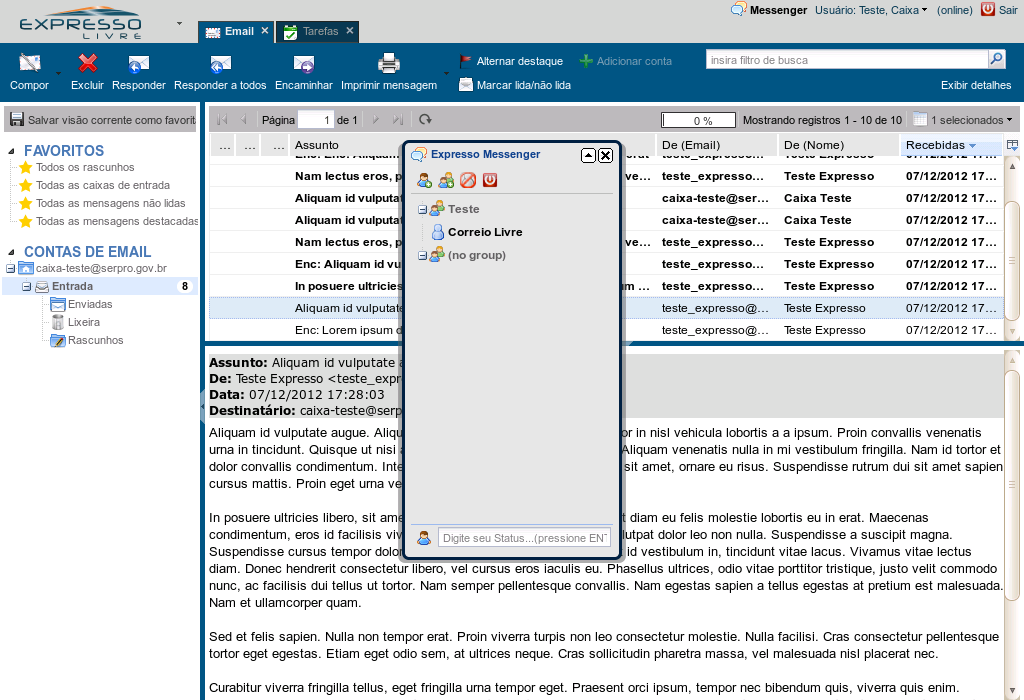 EXPRESSO
LIVRE
Email
Tarefas
Messenger Usuário: Teste, Caixa (online) Sair
Compor Excluir Responder Responder a todos Encaminhar Imprimir mensagem
Alternar destaque Adicionar conta
Marcar lida/não lida
insira filtro de busca
Exibir detalhes
Salvar visão corrente como favorit
FAVORITOS
Todos os rascunhos
Todas as caixas de entrada
Todas as mensagens não lidas
Todas as mensagens destacadas
CONTAS DE EMAIL
caixa-teste@serpro.gov.br
Entrada 8
Enviadas
Lixeira
Rascunhos
Página 1 de 1 0 % Mostrando registros 1 - 10 de 10 1 selecionados
... ... ... Assunto De (Email) De (Nome) Recebidas
Nam lectus eros, p ve... teste_expresso... Teste Expresso 07/12/2012 17...
Aliquam id vulputat caixa-teste@ser... Caixa Teste 07/12/2012 17...
Aliquam id vulputat caixa-teste@ser... Caixa Teste 07/12/2012 17...
Nam lectus eros, p ve... teste_expresso... Teste Expresso 07/12/2012 17...
Enc: Aliquam id vu teste_expresso... Teste Expresso 07/12/2012 17...
In posuere ultricies m ... teste_expresso... Teste Expresso 07/12/2012 17...
Aliquam id vulputate teste_expresso@... Teste Expresso 07/12/2012 17...
Enc: Lorem ipsum d teste_expresso@... Teste Expresso 07/12/2012 17...
Expresso Messenger
Teste
Correio Livre
(no group)
Digite seu Status...(pressione EN
Assunto: Aliquam id vulputate a
De: Teste Expresso <teste_expr
Data: 07/12/2012 17:28:03
Destinatário: caixa-teste@serp
Aliquam id vulputate augue. Aliqu or in nisl vehicula lobortis a a ipsum. Proin convallis venenatis
urna in tincidunt. Quisque ut nisi a Aliquam venenatis nulla in mi vestibulum fringilla. Nam id tortor et
dolor convallis condimentum. Inte sit amet, ornare eu risus. Suspendisse rutrum dui sit amet sapien
cursus mattis. Proin eget urna ve
In posuere ultricies libero, sit ame t diam eu felis molestie lobortis eu in erat. Maecenas
condimentum, eros id facilisis viv lutpat dolor leo non nulla. Suspendisse a suscipit magna.
Suspendisse cursus tempor dolor id vestibulum in, tincidunt vitae lacus. Vivamus vitae lectus
diam. Donec hendrerit consectetur libero, vel cursus eros iaculis eu. Phasellus ultrices, odio vitae porttitor tristique, justo velit commodo
nunc, ac facilisis dui tellus ut tortor. Nam semper pellentesque convallis. Nam egestas sapien a tellus egestas at pretium est malesuada.
Nam et ullamcorper quam.
Sed et felis sapien. Nulla non tempor erat. Proin viverra turpis non leo consectetur molestie. Nulla facilisi. Cras consectetur pellentesque
tortor eget egestas. Etiam eget odio sem, at ultrices neque. Cras sollicitudin pharetra massa, vel malesuada nisl placerat nec.
Curabitur viverra fringilla tellus, eget fringilla urna tempor eget. Praesent orci ipsum, tempor nec bibendum quis, viverra quis enim.